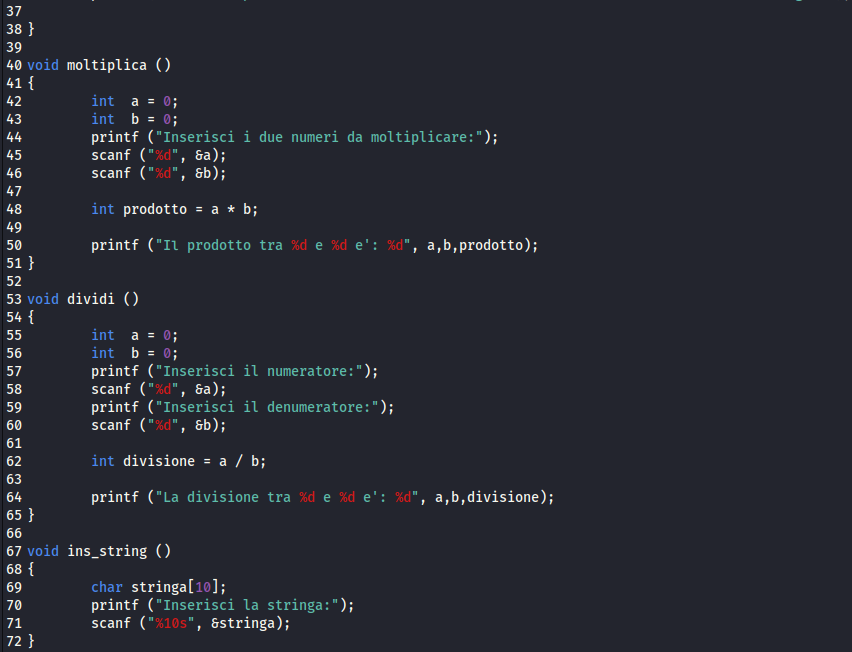 37
38 }
39
40 void moltiplica ()
41 {
42         int  a = 0;
43         int  b = 0;
44         printf ("Inserisci i due numeri da moltiplicare:");
45         scanf ("%d", &a);
46         scanf ("%d", &b);
47
48         int prodotto = a * b;
49
50         printf ("Il prodotto tra %d e %d e': %d", a,b,prodotto);
51 }
52
53 void dividi ()
54 {
55         int  a = 0;
56         int  b = 0;
57         printf ("Inserisci il numeratore:");
58         scanf ("%d", &a);
59         printf ("Inserisci il denumeratore:");
60         scanf ("%d", &b);
61
62         int divisione = a / b;
63
64         printf ("La divisione tra %d e %d e': %d", a,b,divisione);
65 }
66
67 void ins_string ()
68 {
69         char stringa[10];
70         printf ("Inserisci la stringa:");
71         scanf ("%10s", &stringa);
72 }